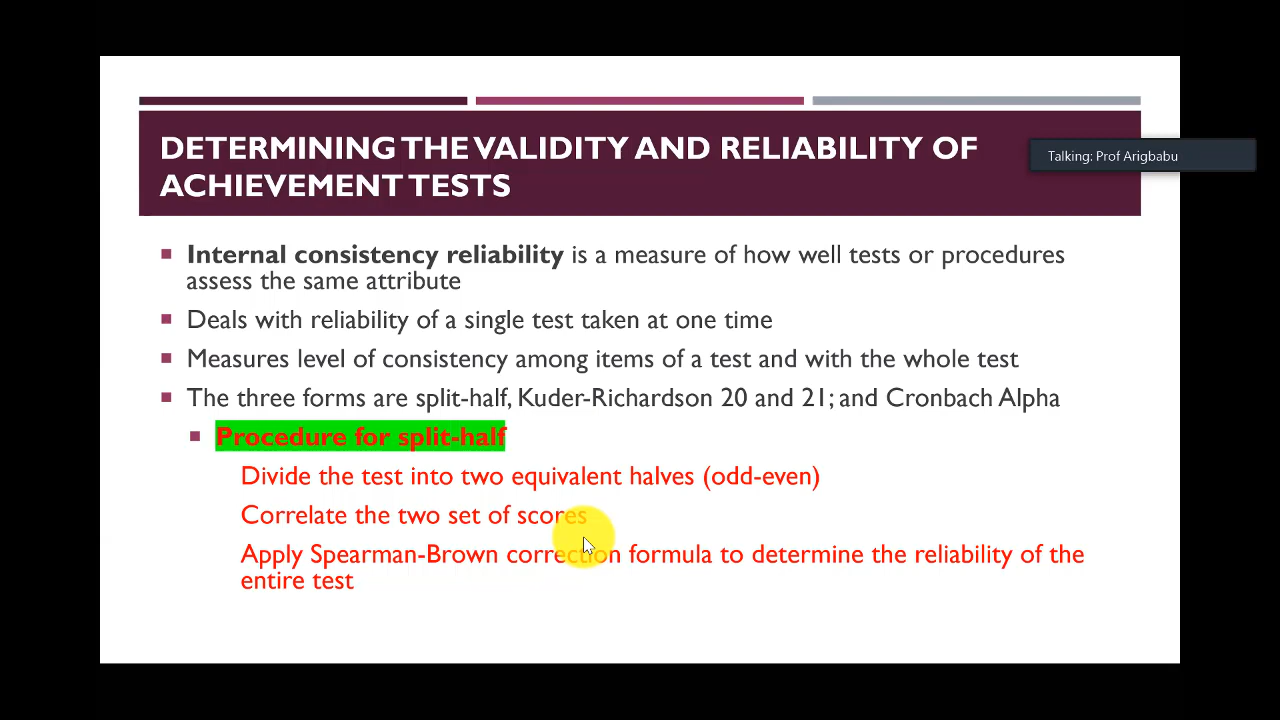 DETERMINING THE VALIDITY AND RELIABILITY OF
ACHIEVEMENT TESTS
Talking: Prof Arigbabu
Internal consistency reliability is a measure of how well tests or procedures
assess the same attribute
Deals with reliability of a single test taken at one time
Measures level of consistency among items of a test and with the whole test
The three forms are split-half, Kuder-Richardson 20 and 21; and Cronbach Alpha
Procedure for split-half
Divide the test into two equivalent halves (odd-even)
Correlate the two set of scores
Apply Spearman-Brown correction formula to determine the reliability of the
entire test